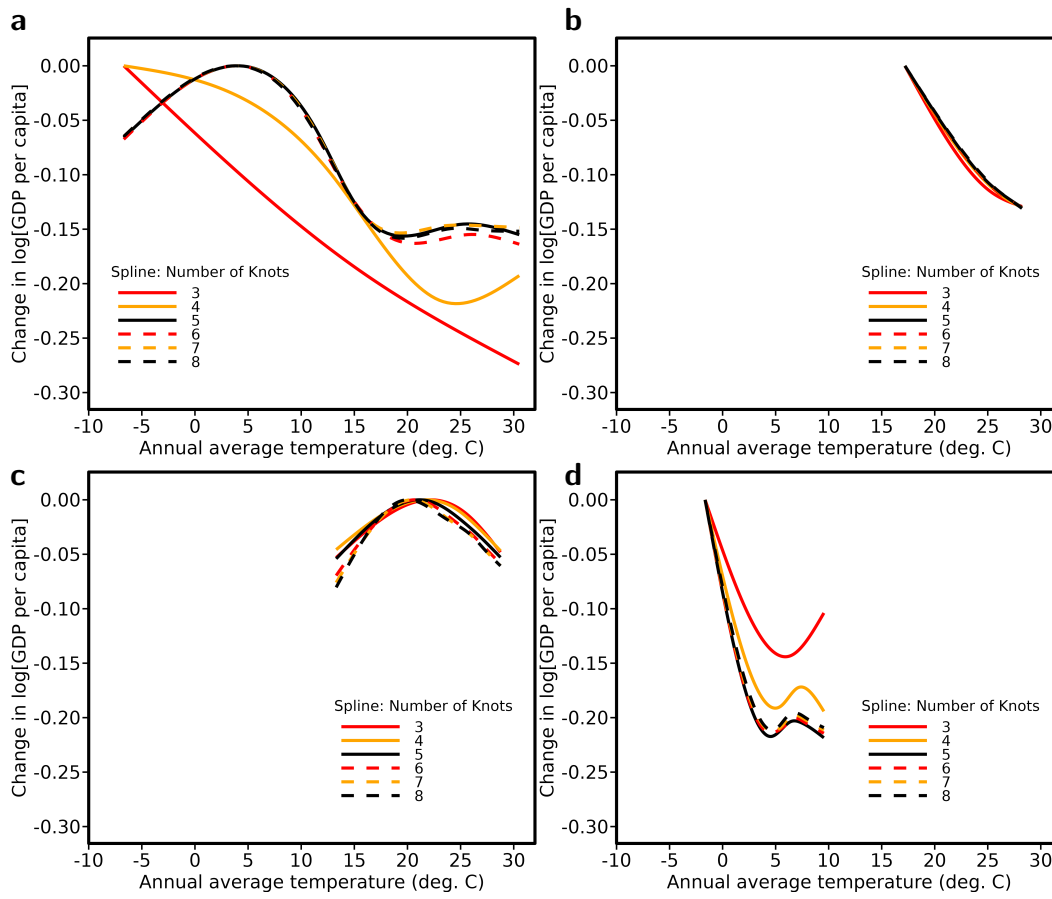 a
Change in log[GDP per capita]
0.00
-0.05
-0.10
-0.15
-0.20
-0.25
-0.30
Spline: Number of Knots
3
4
5
6
7
8
-10 -5 0 5 10 15 20 25 30
Annual average temperature (deg. C)
b
Change in log[GDP per capita]
0.00
-0.05
-0.10
-0.15
-0.20
-0.25
-0.30
Spline: Number of Knots
3
4
5
6
7
8
-10 -5 0 5 10 15 20 25 30
Annual average temperature (deg. C)
c
Change in log[GDP per capita]
0.00
-0.05
-0.10
-0.15
-0.20
-0.25
-0.30
Spline: Number of Knots
3
4
5
6
7
8
-10 -5 0 5 10 15 20 25 30
Annual average temperature (deg. C)
d
Change in log[GDP per capita]
0.00
-0.05
-0.10
-0.15
-0.20
-0.25
-0.30
Spline: Number of Knots
3
4
5
6
7
8
-10 -5 0 5 10 15 20 25 30
Annual average temperature (deg. C)